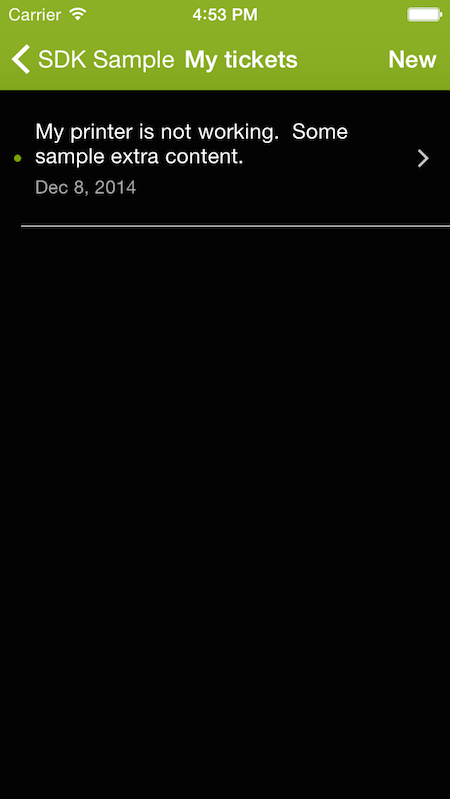 Carrier 4:53 PM
SDK Sample My tickets New
My printer is not working.  Some
sample extra content.
Dec 8, 2014